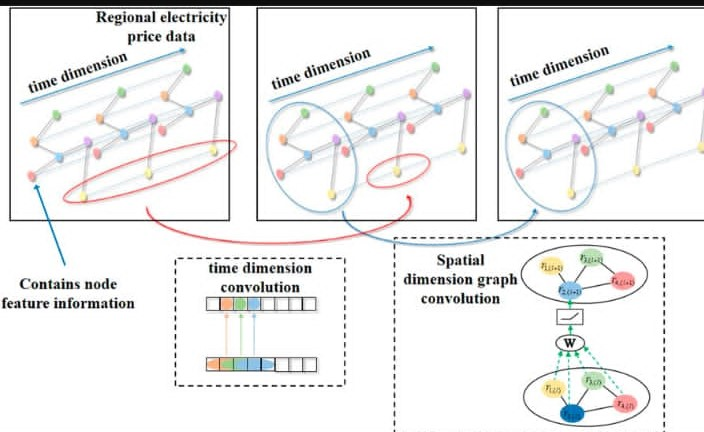 Regional electricity
price data
time dimension
time dimension
time dimension
Contains node
feature information
time dimension
convolution
Spatial
dimension graph
convolution
W